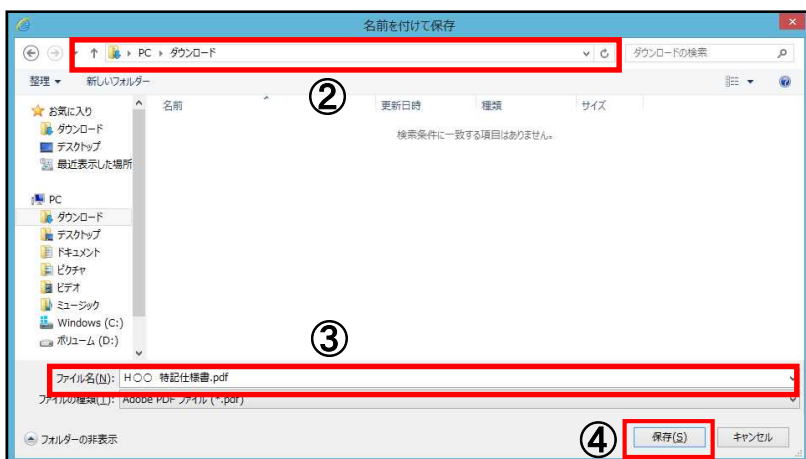 名前を付けて保存
PC ダウンロード
ダウンロードの検索
整理 新しいフォルダー
②
名前 更新日時 種類 サイズ
検索条件に一致する項目はありません。
お気に入り
ダウンロード
デスクトップ
最近表示した場所
PC
ダウンロード
デスクトップ
ドキュメント
ピクチャ
ビデオ
ミュージック
Windows (C:)
ボリューム (D:)
③
ファイル名(N): H〇〇 特記仕様書.pdf
ファイルの種類(T): Adobe PDF ファイル (*.pdf)
フォルダーの非表示
④
保存(S)
キャンセル